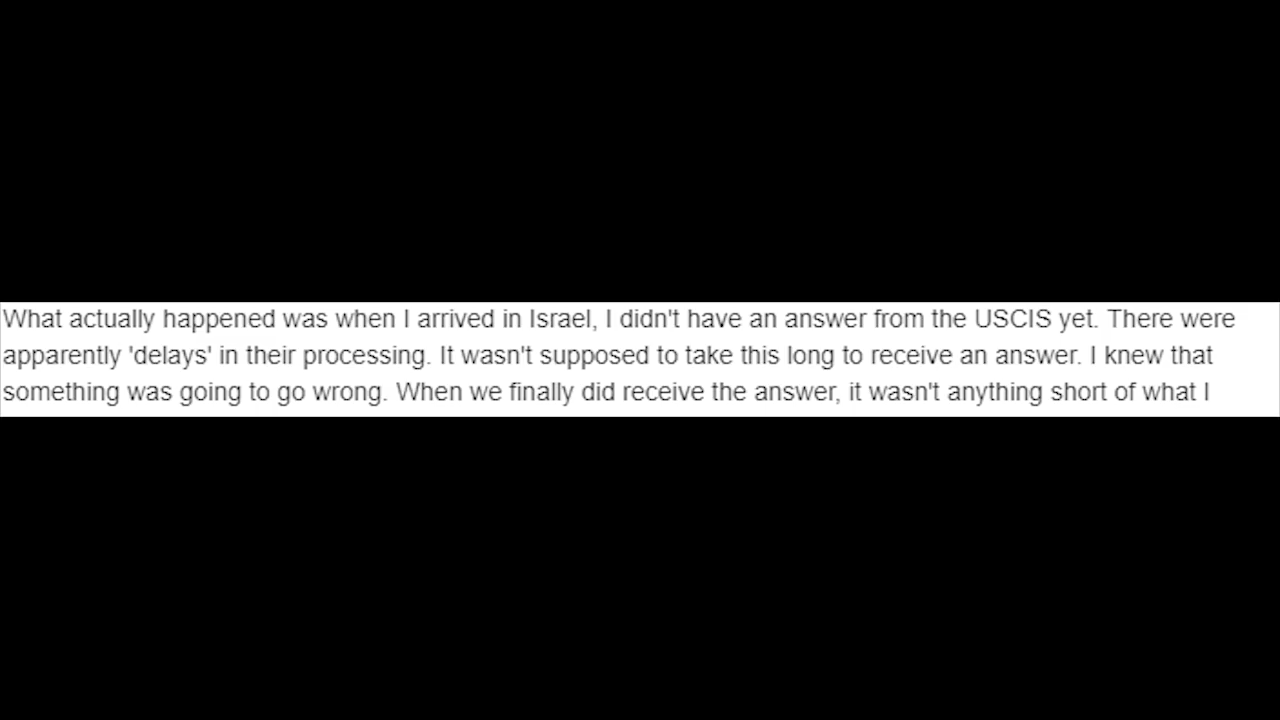 What actually happened was when I arrived in Israel, I didn't have an answer from the USCIS yet. There were
apparently 'delays' in their processing. It wasn't supposed to take this long to receive an answer. I knew that
something was going to go wrong. When we finally did receive the answer, it wasn't anything short of what I